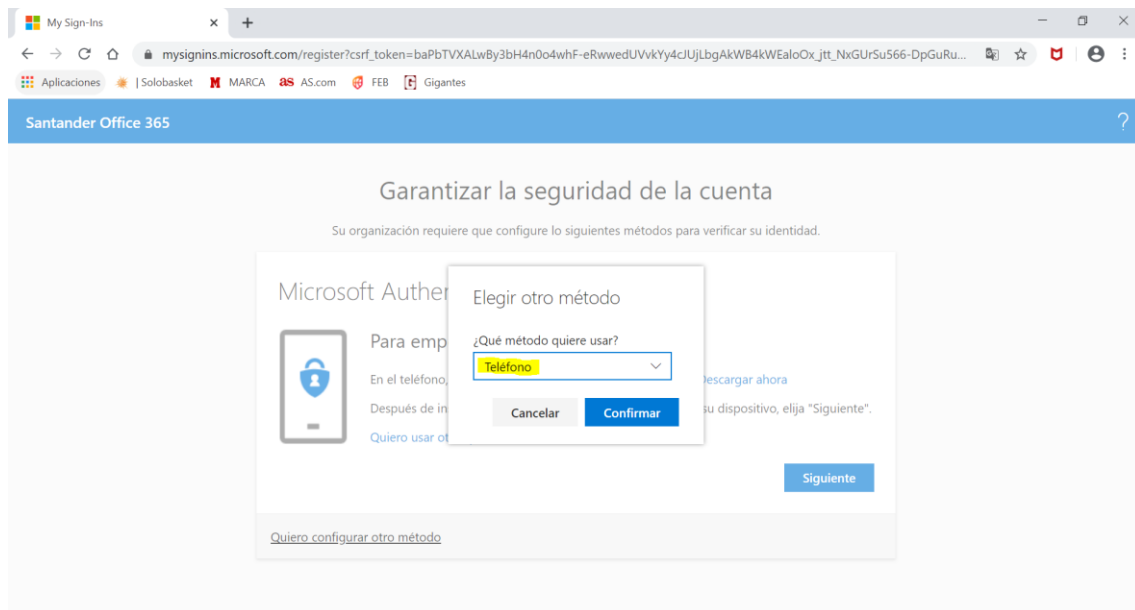 My Sign-Ins
mysignins.microsoft.com/register?csrf_token=baPbTVXALwBy3bH4n0o4whF-eRwwedUVvkYy4cJUjLbgAkWB4kWEaloOx_jtt_NxGUrSu566-DpGuRu...
Aplicaciones | Solobasket M MARCA as AS.com FEB Gigantes
Santander Office 365 ?
Garantizar la seguridad de la cuenta
Su organización requiere que configure lo siguientes métodos para verificar su identidad.
Microsoft Auther
Elegir otro método
Para emp
¿Qué método quiere usar?
Teléfono
En el teléfono, Descargar ahora
Después de in su dispositivo, elija "Siguiente".
Cancelar Confirmar
Quiero usar ot
Siguiente
Quiero configurar otro método